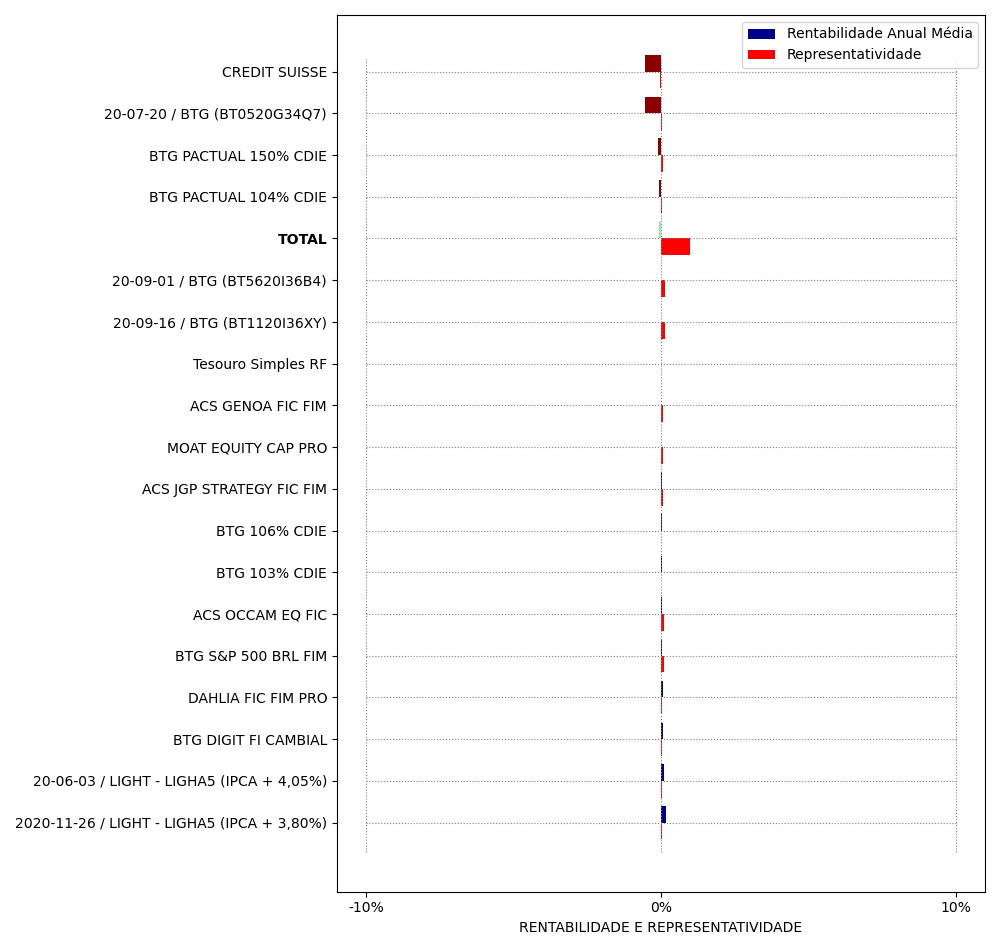 Rentabilidade Anual Média
Representatividade
CREDIT SUISSE
20-07-20 / BTG (BT0520G34Q7)
BTG PACTUAL 150% CDIE
BTG PACTUAL 104% CDIE
TOTAL
20-09-01 / BTG (BT5620I36B4)
20-09-16 / BTG (BT1120I36XY)
Tesouro Simples RF
ACS GENOA FIC FIM
MOAT EQUITY CAP PRO
ACS JGP STRATEGY FIC FIM
BTG 106% CDIE
BTG 103% CDIE
ACS OCCAM EQ FIC
BTG S&P 500 BRL FIM
DAHLIA FIC FIM PRO
BTG DIGIT FI CAMBIAL
20-06-03 / LIGHT - LIGHA5 (IPCA + 4,05%)
2020-11-26 / LIGHT - LIGHA5 (IPCA + 3,80%)
-10% 0% 10%
RENTABILIDADE E REPRESENTATIVIDADE